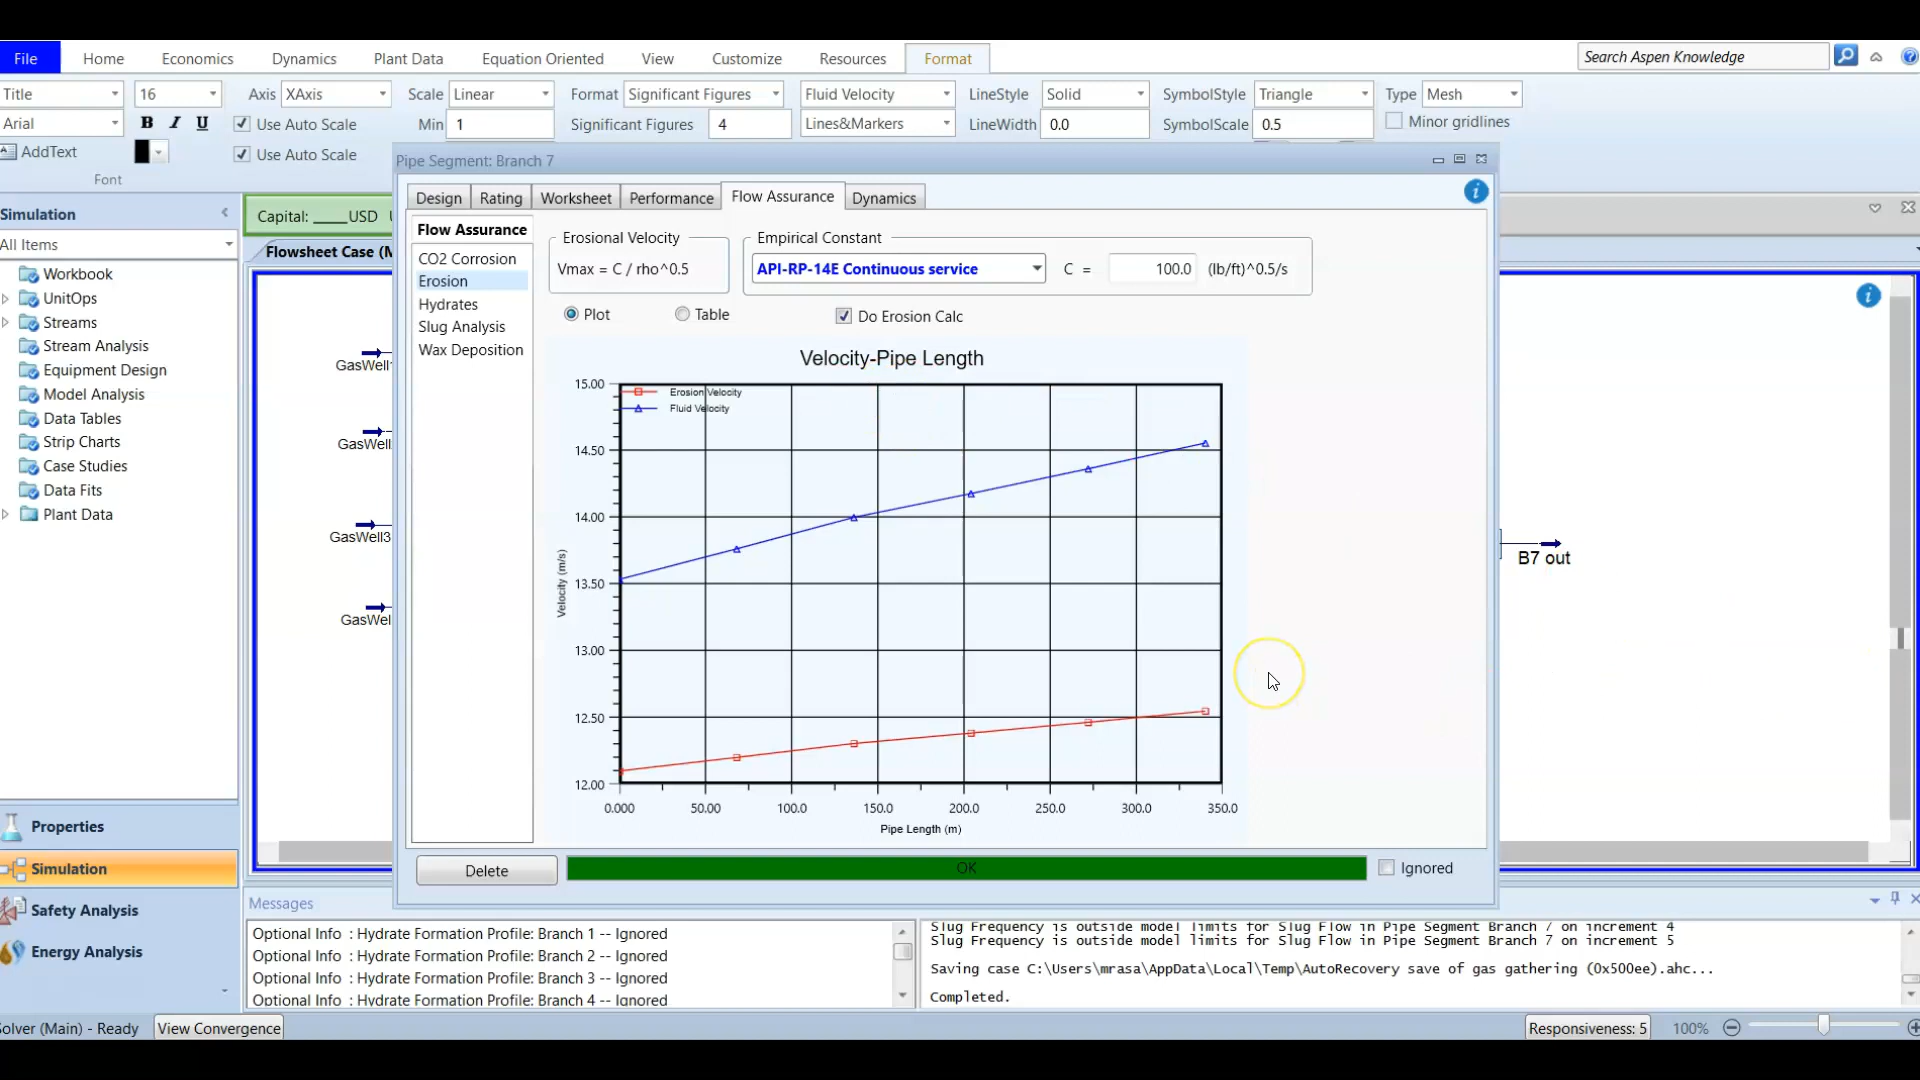 File Home Economics Dynamics Plant Data Equation Oriented View Customize Resources Format Search Aspen Knowledge
Title 16 Axis XAxis Scale Linear Format Significant Figures Fluid Velocity LineStyle Solid SymbolStyle Triangle Type Mesh
Arial B I U Use Auto Scale Min 1 Significant Figures 4 Lines&Markers LineWidth 0.0 SymbolScale 0.5 Minor gridlines
AddText Use Auto Scale
Font
Pipe Segment: Branch 7
Simulation
All Items
Workbook
UnitOps
Streams
Stream Analysis
Equipment Design
Model Analysis
Data Tables
Strip Charts
Case Studies
Data Fits
Plant Data
Properties
Simulation
Safety Analysis
Energy Analysis
Capital: ____USD
Flowsheet Case (M
GasWell1
GasWell
GasWell3
GasWel
Design Rating Worksheet Performance Flow Assurance Dynamics
Flow Assurance
CO2 Corrosion
Erosion
Hydrates
Slug Analysis
Wax Deposition
Erosional Velocity
Vmax = C / rho^0.5
Empirical Constant
API-RP-14E Continuous service C = 100.0 (lb/ft)^0.5/s
Plot Table Do Erosion Calc
Velocity-Pipe Length
Erosion Velocity
Fluid Velocity
15.00
14.50
14.00
13.50
13.00
12.50
12.00
Velocity (m/s)
0.000 50.00 100.0 150.0 200.0 250.0 300.0 350.0
Pipe Length (m)
Delete OK Ignored
B7 out
Messages
Optional Info : Hydrate Formation Profile: Branch 1 -- Ignored
Optional Info : Hydrate Formation Profile: Branch 2 -- Ignored
Optional Info : Hydrate Formation Profile: Branch 3 -- Ignored
Optional Info : Hydrate Formation Profile: Branch 4 -- Ignored
Slug Frequency is outside model limits for Slug Flow in Pipe Segment Branch 7 on increment 4
Slug Frequency is outside model limits for Slug Flow in Pipe Segment Branch 7 on increment 5
Saving case C:\Users\mrasa\AppData\Local\Temp\AutoRecovery save of gas gathering (0x500ee).ahc...
Completed.
Solver (Main) - Ready View Convergence Responsiveness: 5 100%